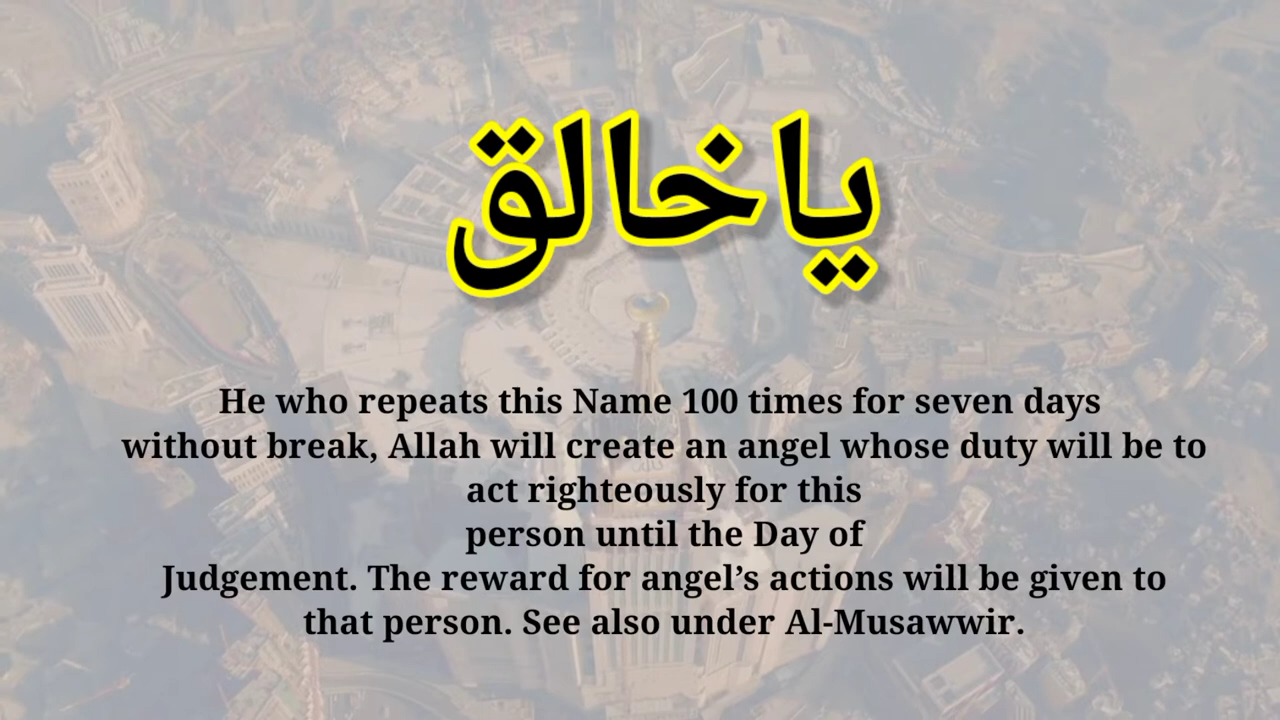 ياخالق
He who repeats this Name 100 times for seven days
without break, Allah will create an angel whose duty will be to
act righteously for this
person until the Day of
Judgement. The reward for angel’s actions will be given to
that person. See also under Al-Musawwir.